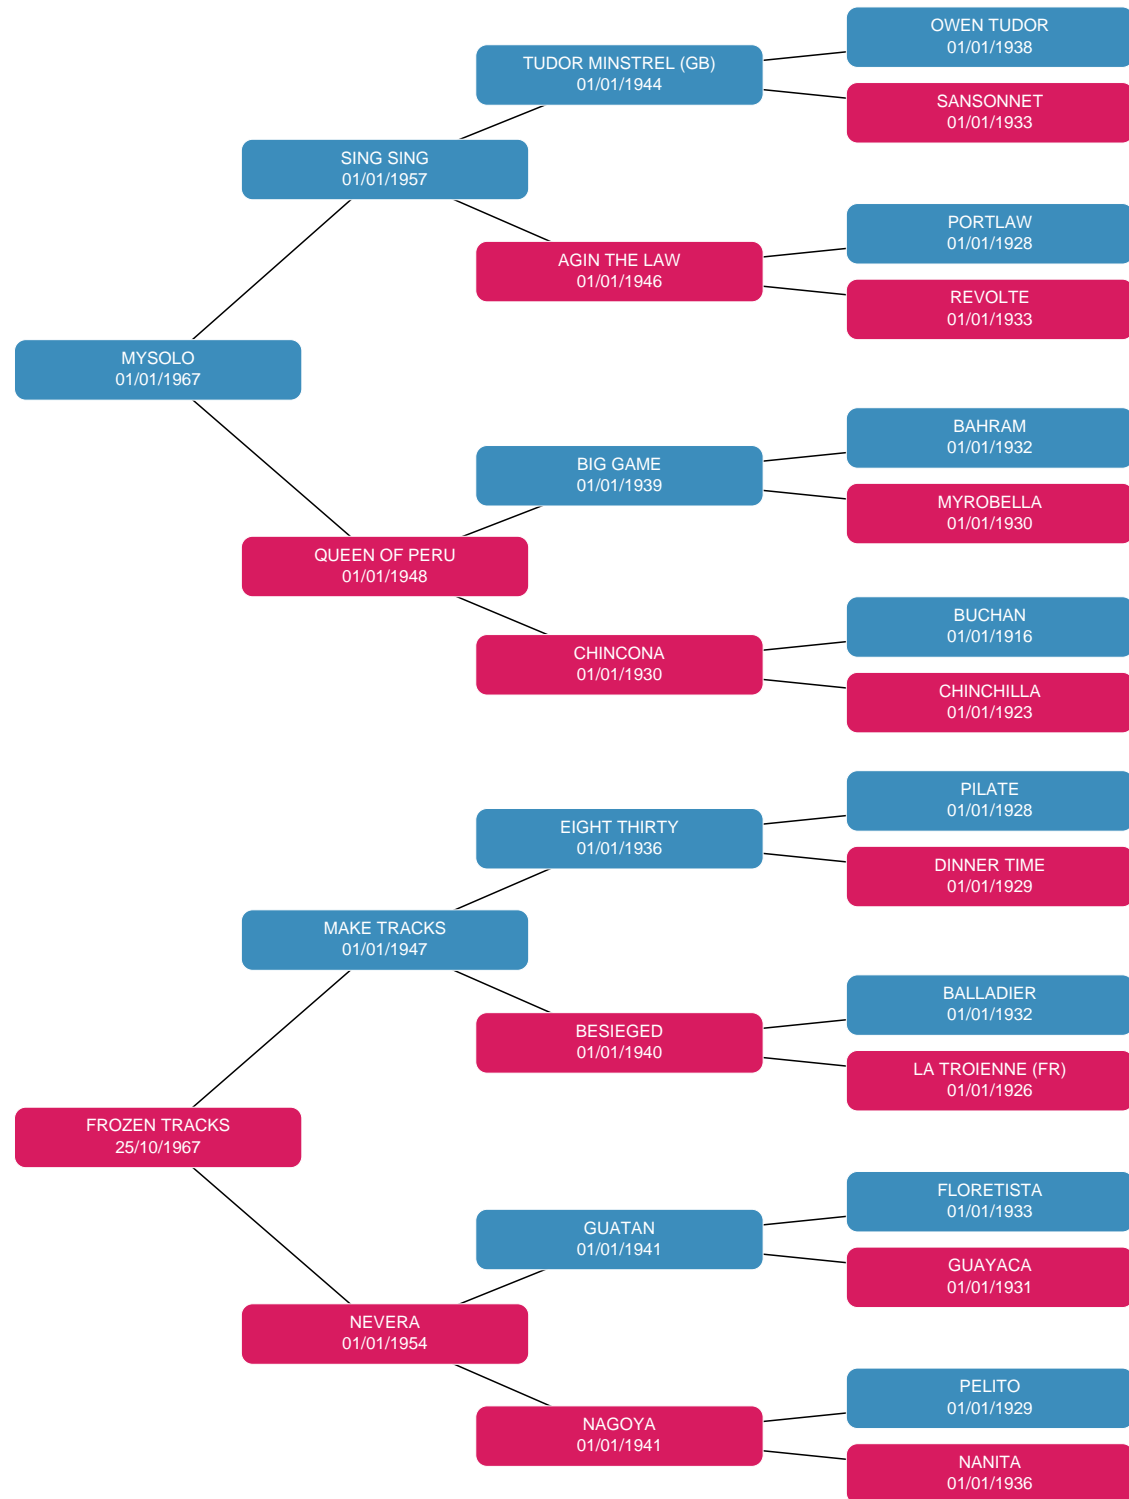 OWEN TUDOR
01/01/1938
TUDOR MINSTREL (GB)
01/01/1944
SANSONNET
01/01/1933
SING SING
01/01/1957
PORTLAW
01/01/1928
AGIN THE LAW
01/01/1946
REVOLTE
01/01/1933
MYSOLO
01/01/1967
BAHRAM
01/01/1932
BIG GAME
01/01/1939
MYROBELLA
01/01/1930
QUEEN OF PERU
01/01/1948
BUCHAN
01/01/1916
CHINCONA
01/01/1930
CHINCHILLA
01/01/1923
PILATE
01/01/1928
EIGHT THIRTY
01/01/1936
DINNER TIME
01/01/1929
MAKE TRACKS
01/01/1947
BALLADIER
01/01/1932
BESIEGED
01/01/1940
LA TROIENNE (FR)
01/01/1926
FROZEN TRACKS
25/10/1967
FLORETISTA
01/01/1933
GUATAN
01/01/1941
GUAYACA
01/01/1931
NEVERA
01/01/1954
PELITO
01/01/1929
NAGOYA
01/01/1941
NANITA
01/01/1936